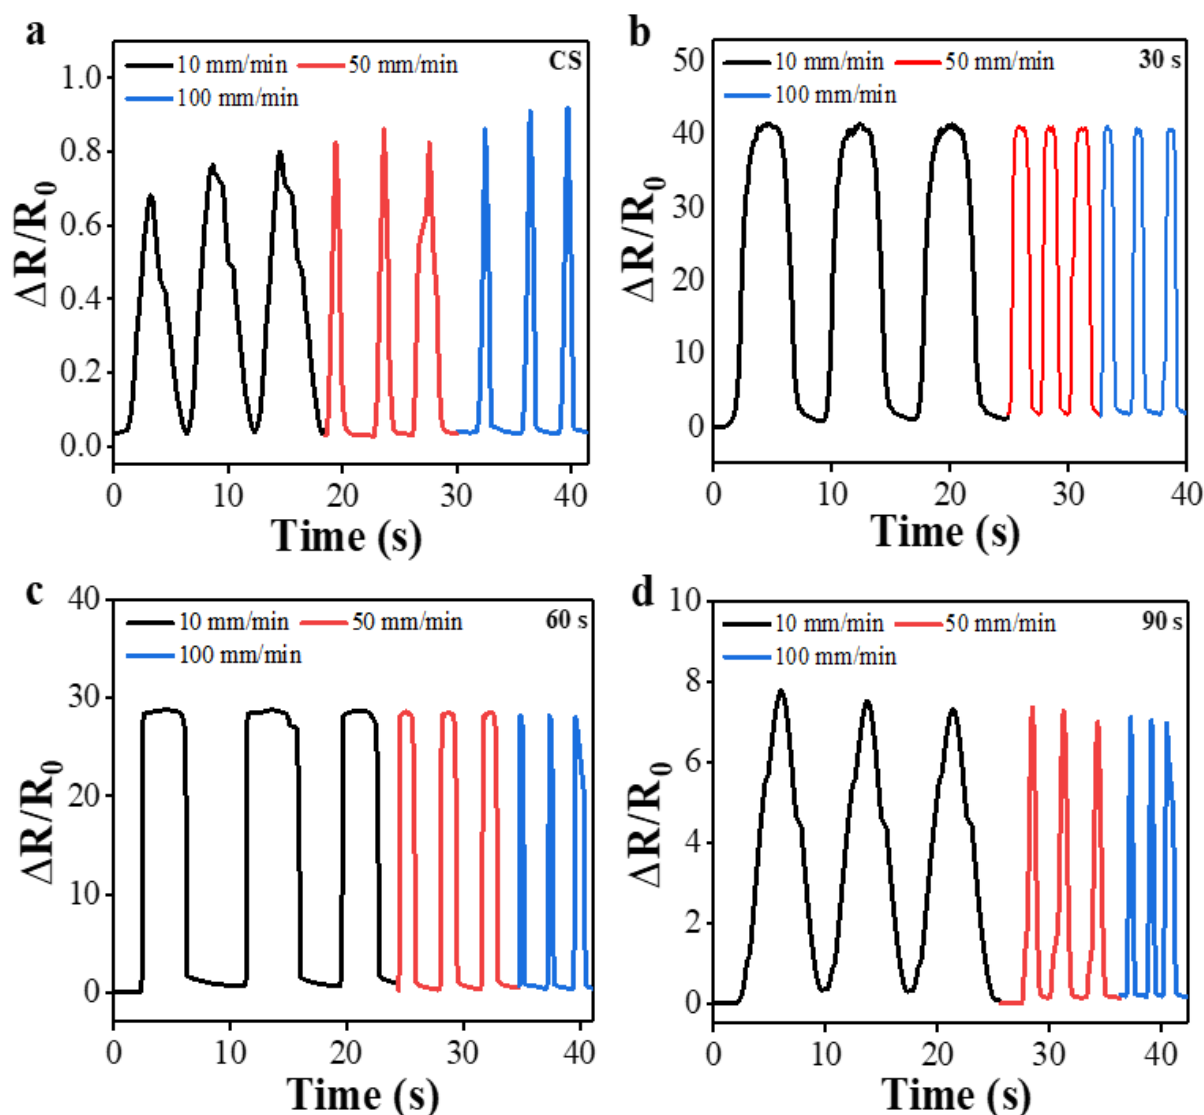 a
10 mm/min 50 mm/min CS
100 mm/min
1.0
0.8
0.6
0.4
0.2
0.0
ΔR/R0
0 10 20 30 40
Time (s)
b
10 mm/min 50 mm/min 30 s
100 mm/min
50
40
30
20
10
0
ΔR/R0
0 10 20 30 40
Time (s)
c
10 mm/min 50 mm/min 60 s
100 mm/min
40
30
20
10
0
ΔR/R0
0 10 20 30 40
Time (s)
d
10 mm/min 50 mm/min 90 s
100 mm/min
10
8
6
4
2
0
ΔR/R0
0 10 20 30 40
Time (s)